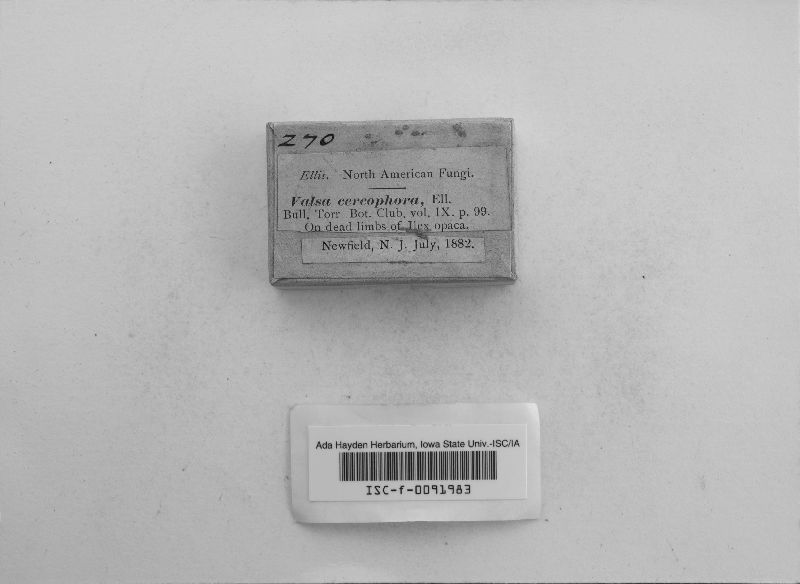 270
Ellis. North American Fungi.
Valsa cercophora, Ell.
Bull. Torr Bot. Club, vol. IX. p. 99.
On dead limbs of Ilex opaca.
Newfield, N. J. July, 1882.
Ada Hayden Herbarium, Iowa State Univ.-ISC/IA
ISC-f-0091983